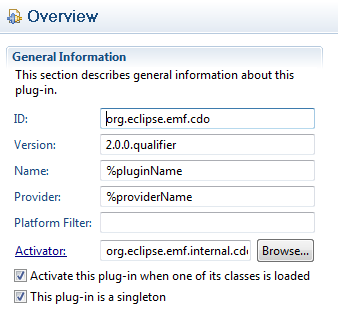 Overview
General Information
This section describes general information about this
plug-in.
ID: org.eclipse.emf.cdo
Version: 2.0.0.qualifier
Name: %pluginName
Provider: %providerName
Platform Filter:
Activator: org.eclipse.emf.internal.cdo Browse...
Activate this plug-in when one of its classes is loaded
This plug-in is a singleton